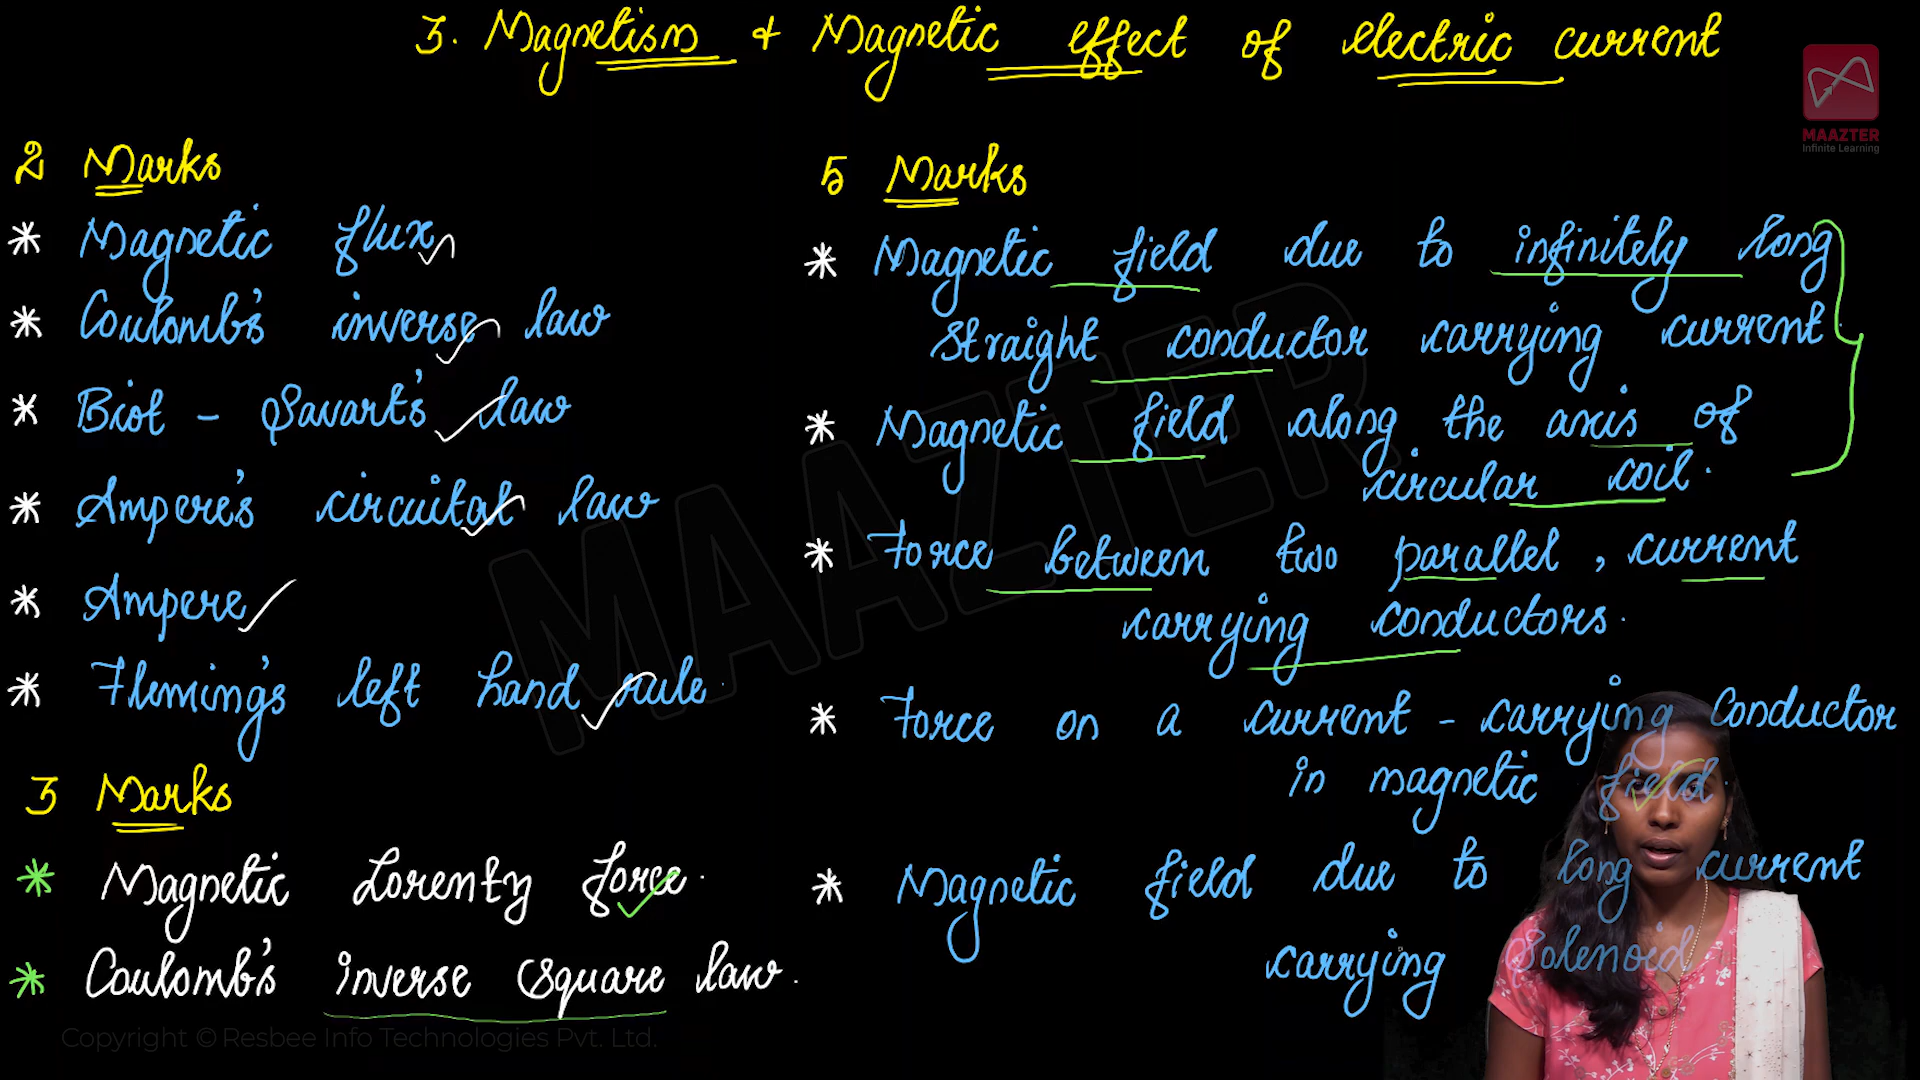 3. Magnetism & Magnetic effect of electric current
MAAZTER
Infinite Learning
2 Marks
* Magnetic flux
* Coulomb's inverse law
* Biot - Savart's law
* Ampere's circuital law
* Ampere
* Fleming's left hand rule.
3 Marks
* Magnetic Lorentz force.
* Coulomb's inverse square law.
5 Marks
* Magnetic field due to infinitely long
straight conductor carrying current.
* Magnetic field along the axis of
circular coil.
* Force between two parallel, current
carrying conductors.
* Force on a current - carrying conductor
in magnetic field.
* Magnetic field due to long current
carrying solenoid
MAAZTER
Copyright © Resbee Info Technologies Pvt. Ltd.